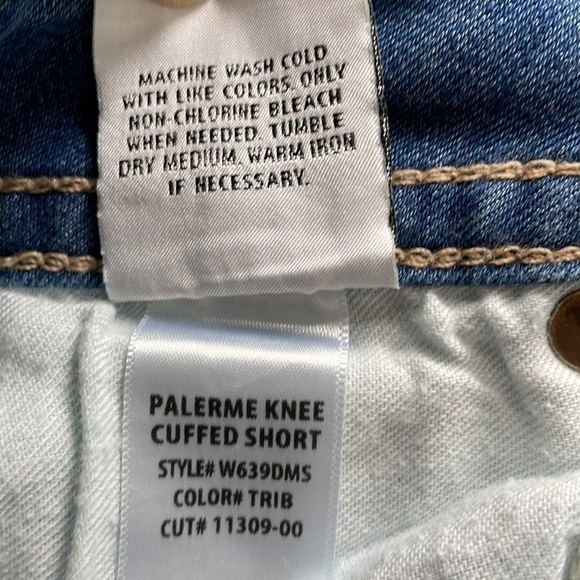 MACHINE WASH COLD
WITH LIKE COLORS. ONLY
NON-CHLORINE BLEACH
WHEN NEEDED. TUMBLE
DRY MEDIUM. WARM IRON
IF NECESSARY.
PALERME KNEE
CUFFED SHORT
STYLE# W639DMS
COLOR# TRIB
CUT# 11309-00